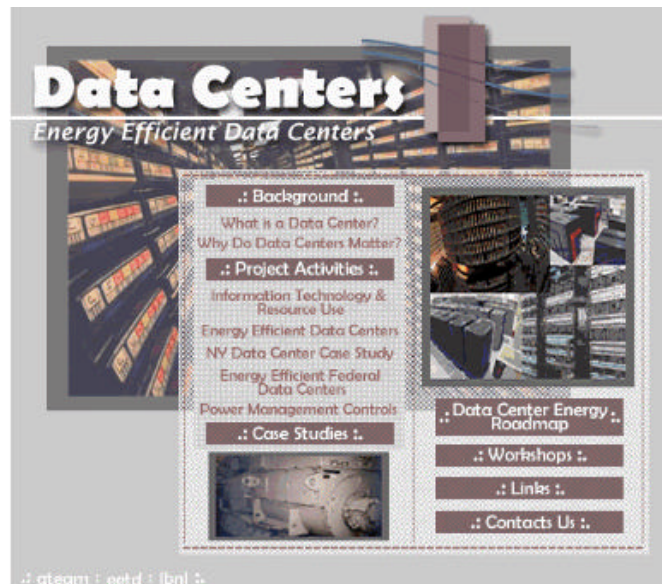 Data Centers
Energy Efficient Data Centers
.: Background :.
What is a Data Center?
Why Do Data Centers Matter?
.: Project Activities :.
Information Technology &
Resource Use
Energy Efficient Data Centers
NY Data Center Case Study
Energy Efficient Federal
Data Centers
Power Management Controls
.: Case Studies :.
.: Data Center Energy :.
Roadmap
.: Workshops :.
.: Links :.
.: Contacts Us :.
.: ateam : eetd : lbnl :.